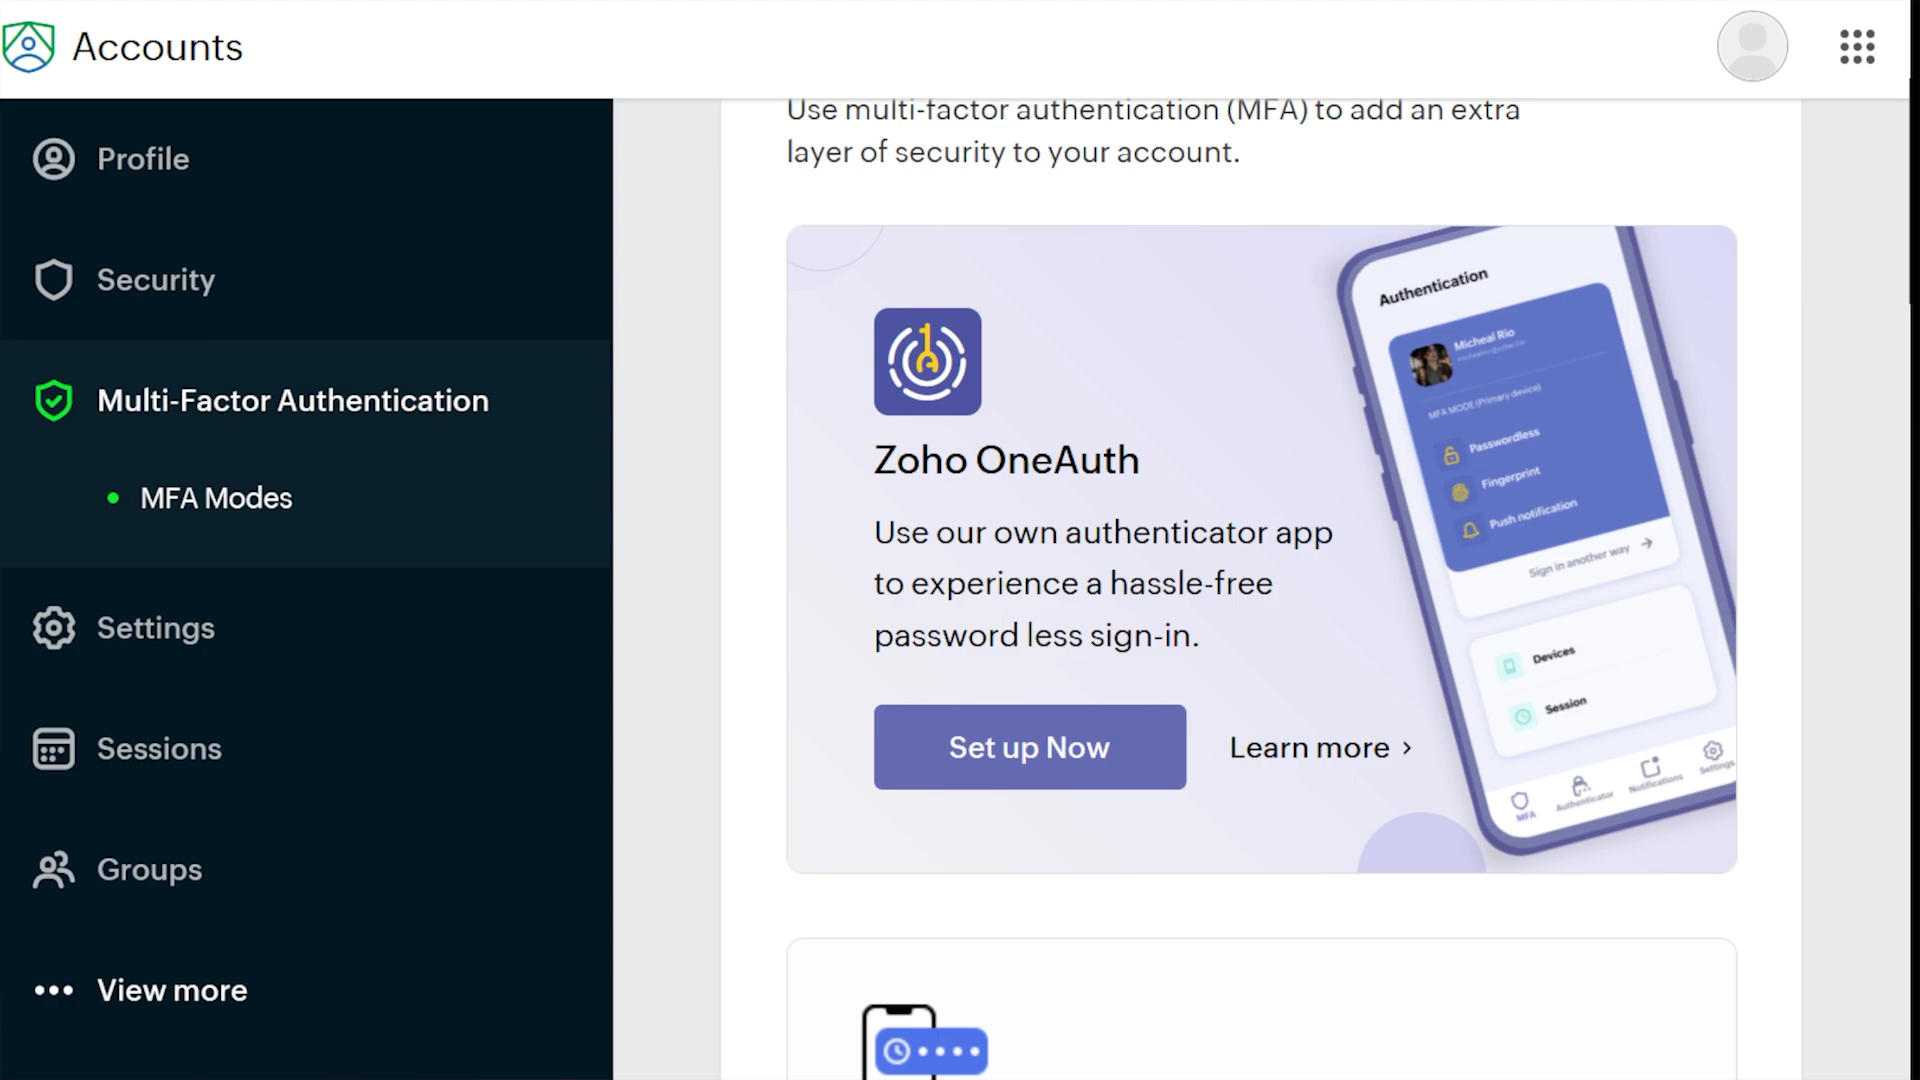 Accounts
Profile
Security
Multi-Factor Authentication
MFA Modes
Settings
Sessions
Groups
View more
Use multi-factor authentication (MFA) to add an extra
layer of security to your account.
Zoho OneAuth
Use our own authenticator app
to experience a hassle-free
password less sign-in.
Set up Now
Learn more
Authentication
Micheal Rio
MFA MODE (Primary device)
Passwordless
Fingerprint
Push notification
Sign in another way
Devices
Session
MFA
Authenticator
Notifications
Settings